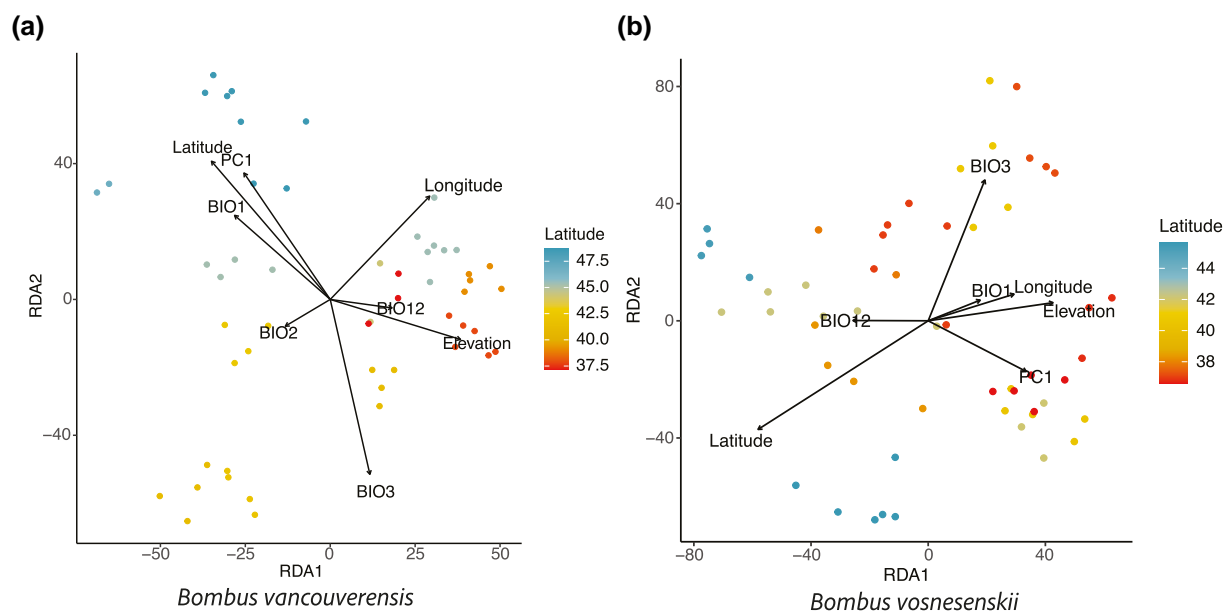 (a)
(b)
Latitude
PC1
BIO1
Longitude
BIO12
BIO2
Elevation
BIO3
40
0
−40
RDA2
−50
−25
0
25
50
RDA1
Latitude
47.5
45.0
42.5
40.0
37.5
Bombus vancouverensis
BIO3
BIO1
Longitude
Elevation
BIO12
PC1
Latitude
80
40
0
−40
RDA2
−80
−40
0
40
RDA1
Latitude
44
42
40
38
Bombus vosnesenskii